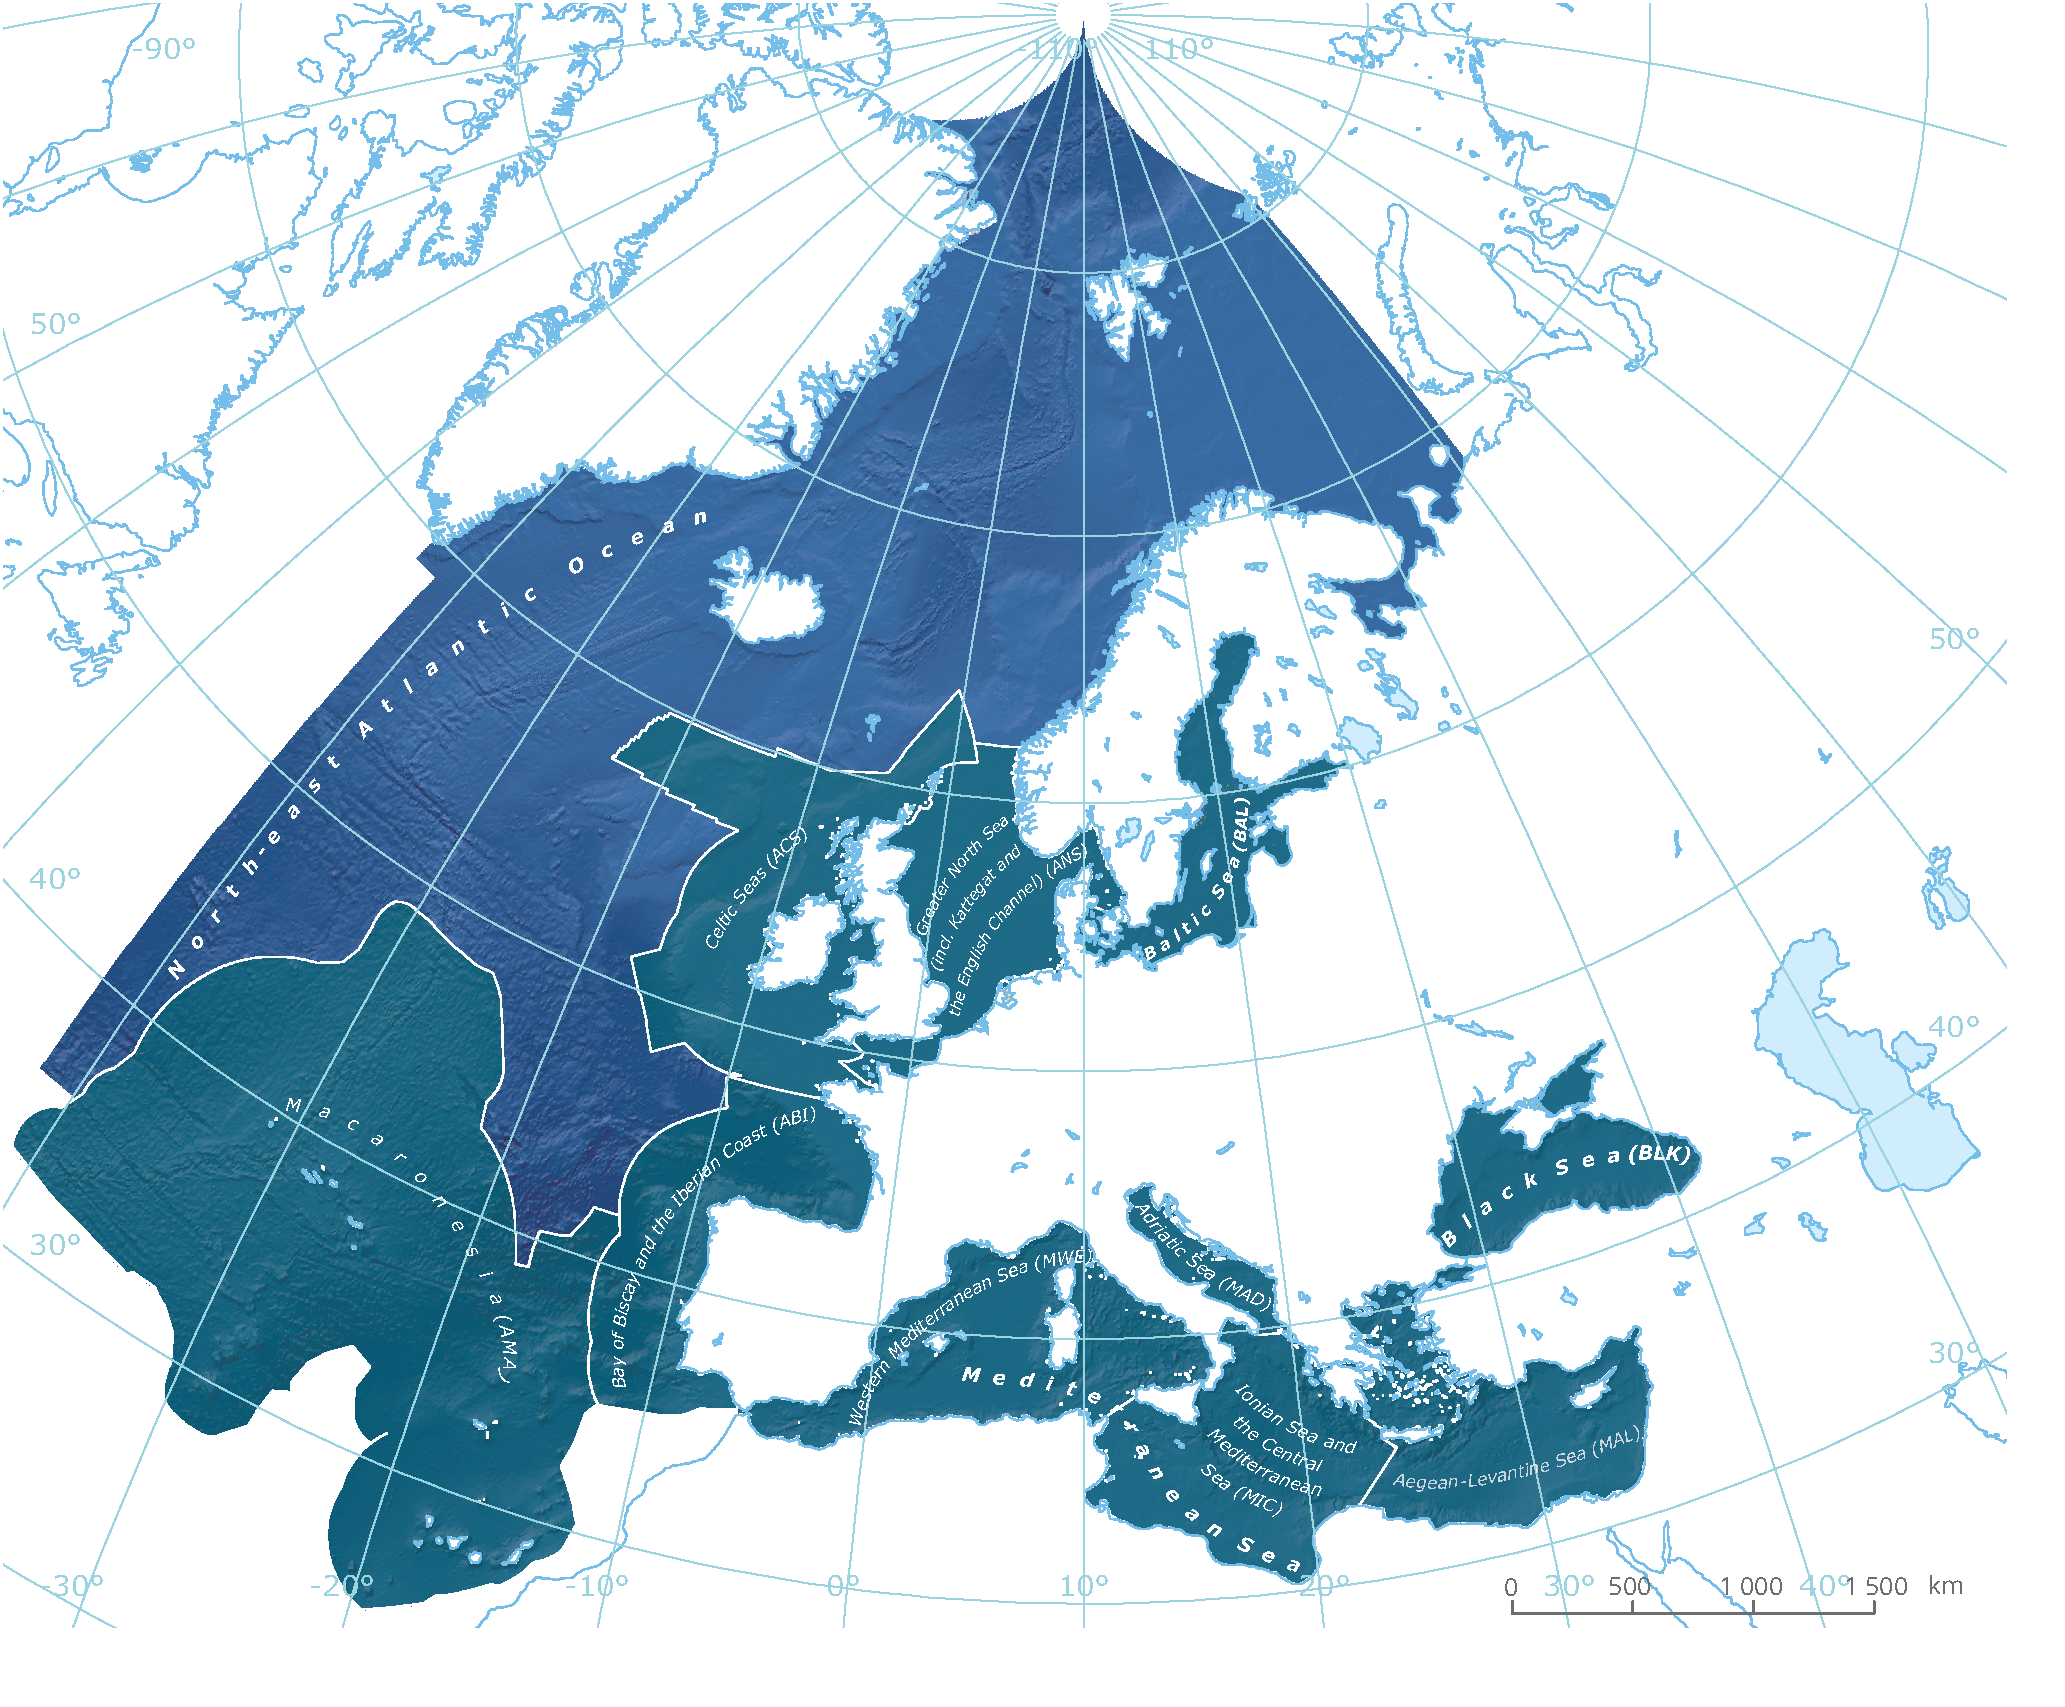 -90°
-110°
110°
50°
North-east Atlantic Ocean
50°
40°
Celtic Seas (ACS)
Greater North Sea
(incl. Kattegat and
the English Channel) (ANS)
Baltic Sea (BAL)
40°
Macaronesia (AMA)
Bay of Biscay and the Iberian Coast (ABI)
Black Sea (BLK)
30°
Western Mediterranean Sea (MWE)
Adriatic Sea (MAD)
30°
Mediterranean Sea
Ionian Sea and
the Central
Mediterranean
Sea (MIC)
Aegean-Levantine Sea (MAL)
-30°
-20°
-10°
0°
10°
20°
30°
40°
0 500 1 000 1 500 km